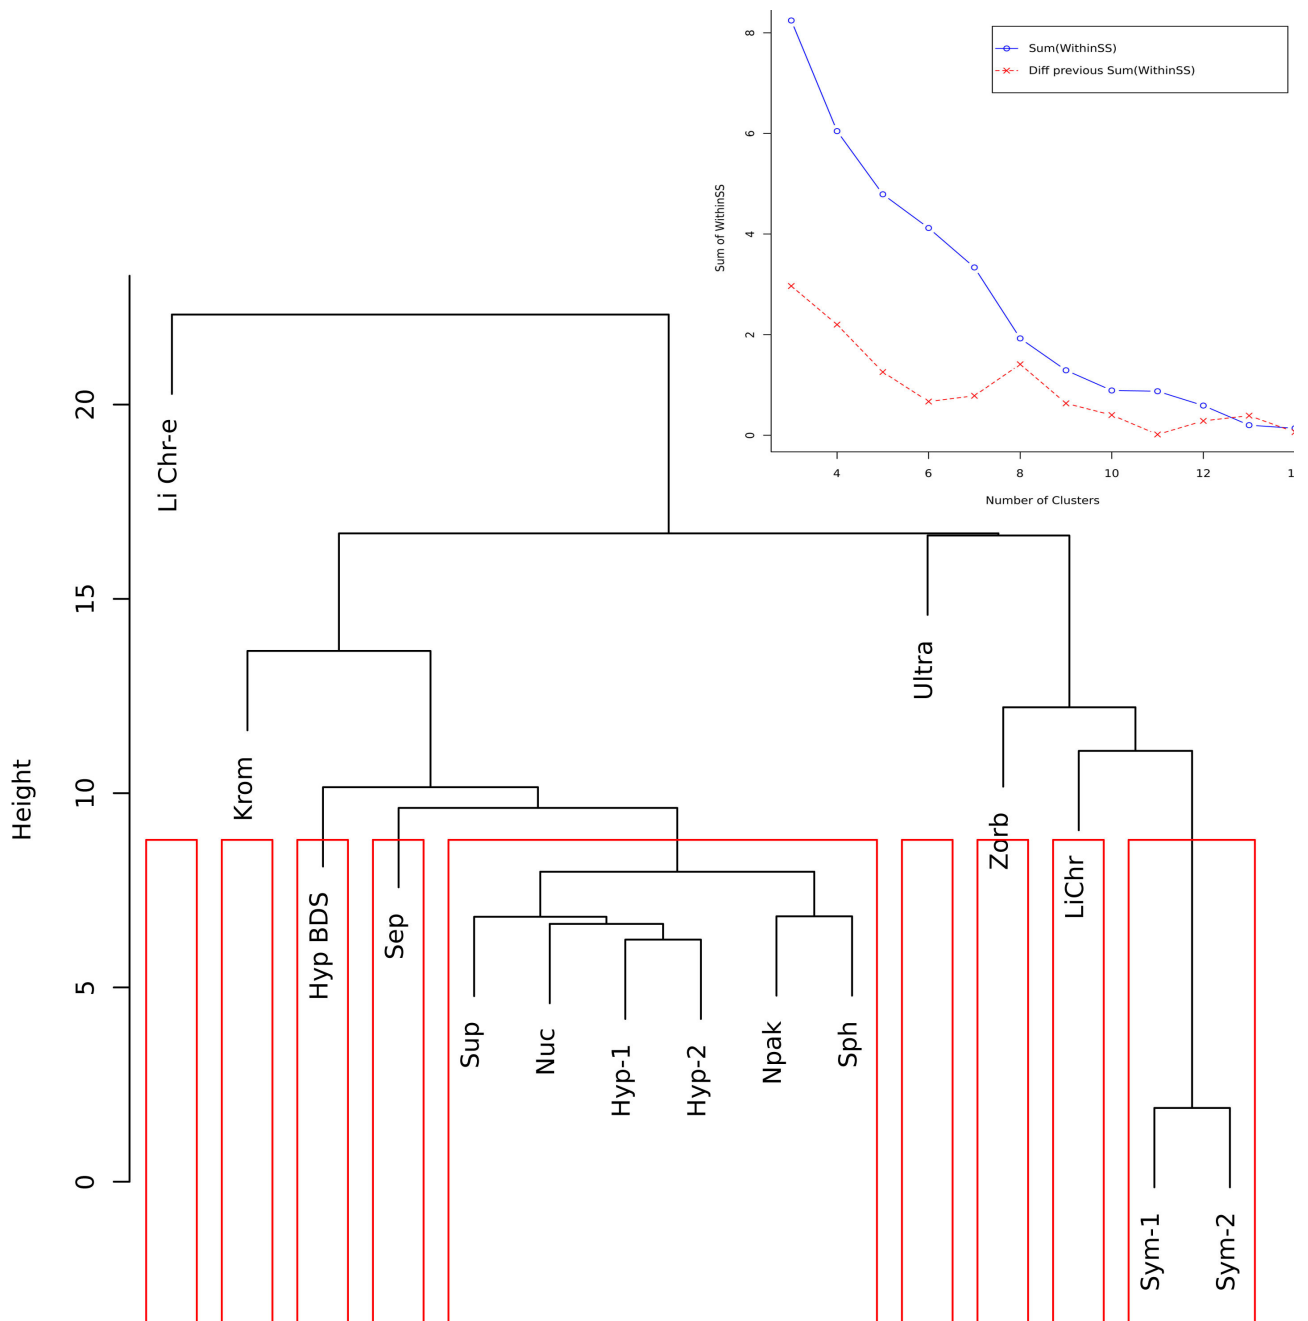 8
6
4
2
0
Sum of WithinSS
Sum(WithinSS)
Diff previous Sum(WithinSS)
4
6
8
10
12
Number of Clusters
Height
20
15
10
5
0
Li Chr-e
Krom
Hyp BDS
Sep
Sup
Nuc
Hyp-1
Hyp-2
Npak
Sph
Ultra
Zorb
LiChr
Sym-1
Sym-2